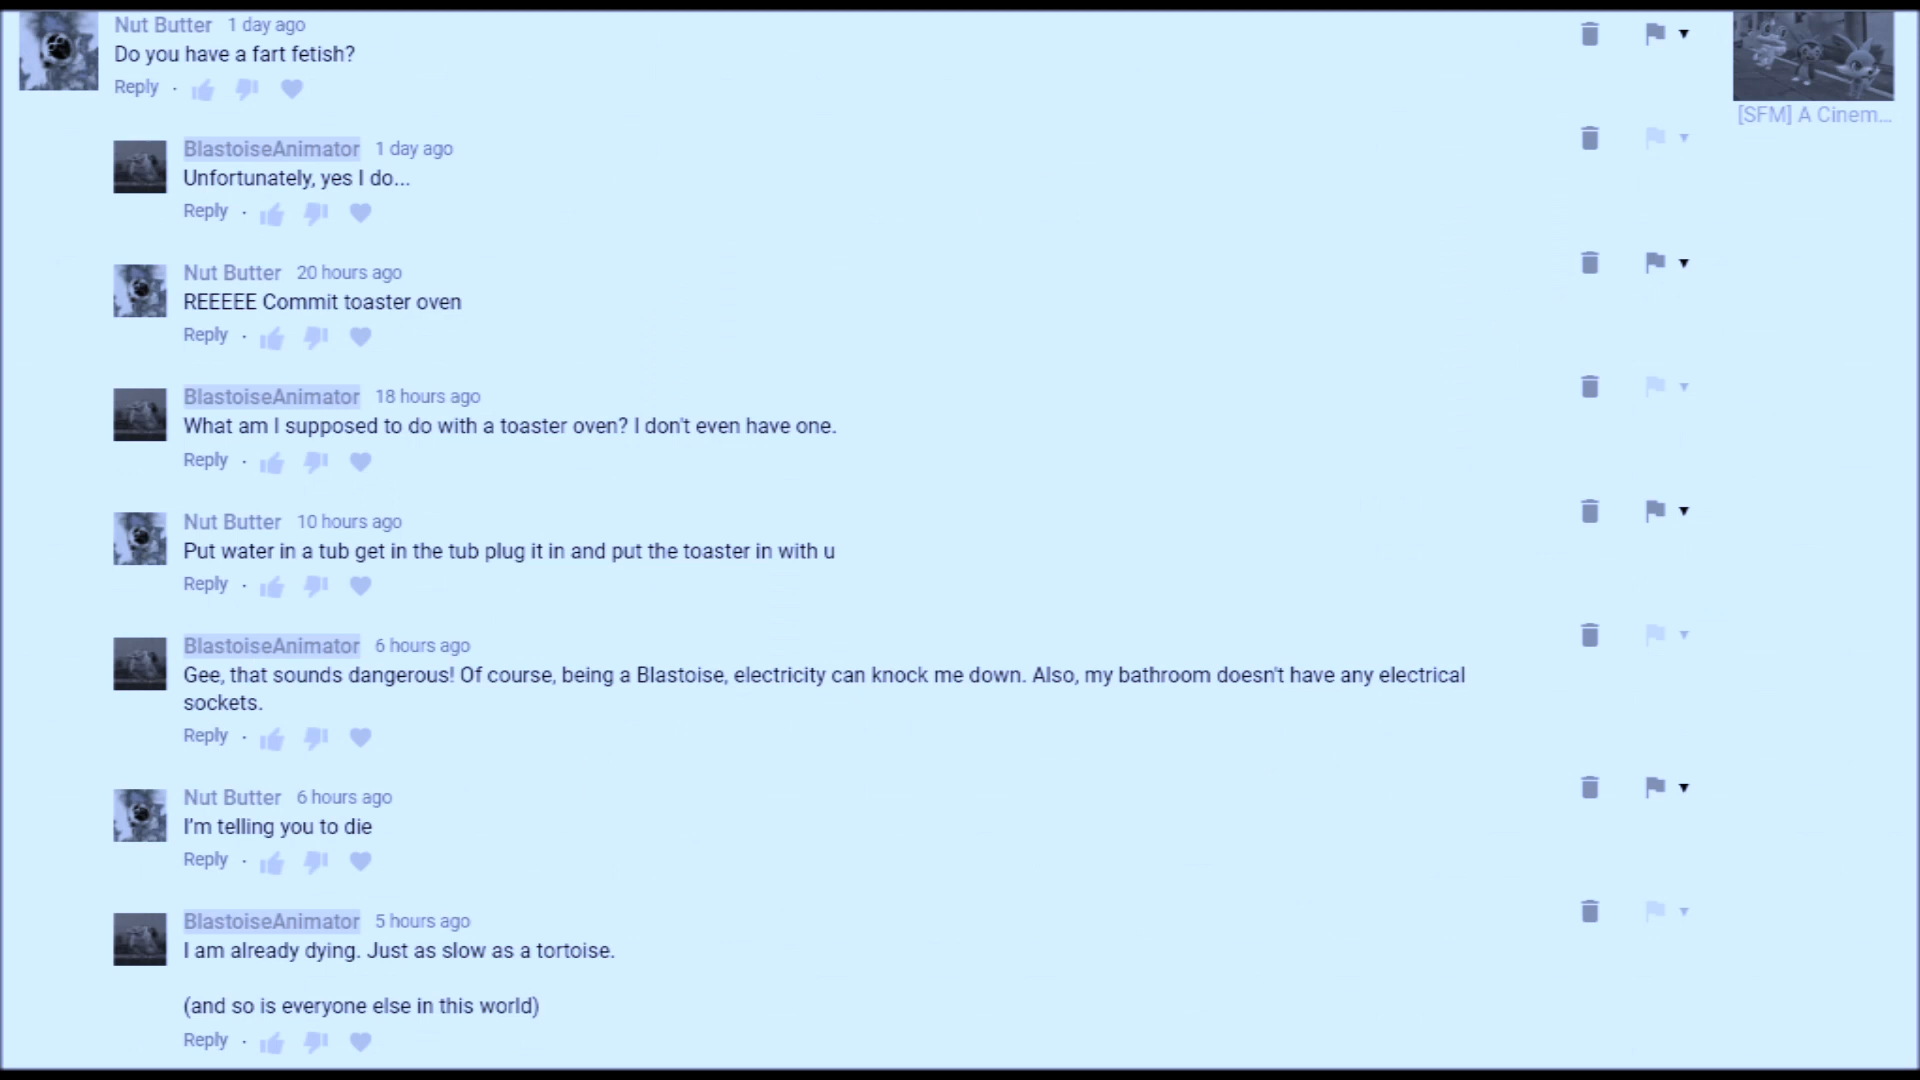 Nut Butter 1 day ago
Do you have a fart fetish?
Reply ·
[SFM] A Cinem...
BlastoiseAnimator 1 day ago
Unfortunately, yes I do...
Reply ·
Nut Butter 20 hours ago
REEEEE Commit toaster oven
Reply ·
BlastoiseAnimator 18 hours ago
What am I supposed to do with a toaster oven? I don't even have one.
Reply ·
Nut Butter 10 hours ago
Put water in a tub get in the tub plug it in and put the toaster in with u
Reply ·
BlastoiseAnimator 6 hours ago
Gee, that sounds dangerous! Of course, being a Blastoise, electricity can knock me down. Also, my bathroom doesn't have any electrical
sockets.
Reply ·
Nut Butter 6 hours ago
I'm telling you to die
Reply ·
BlastoiseAnimator 5 hours ago
I am already dying. Just as slow as a tortoise.
(and so is everyone else in this world)
Reply ·